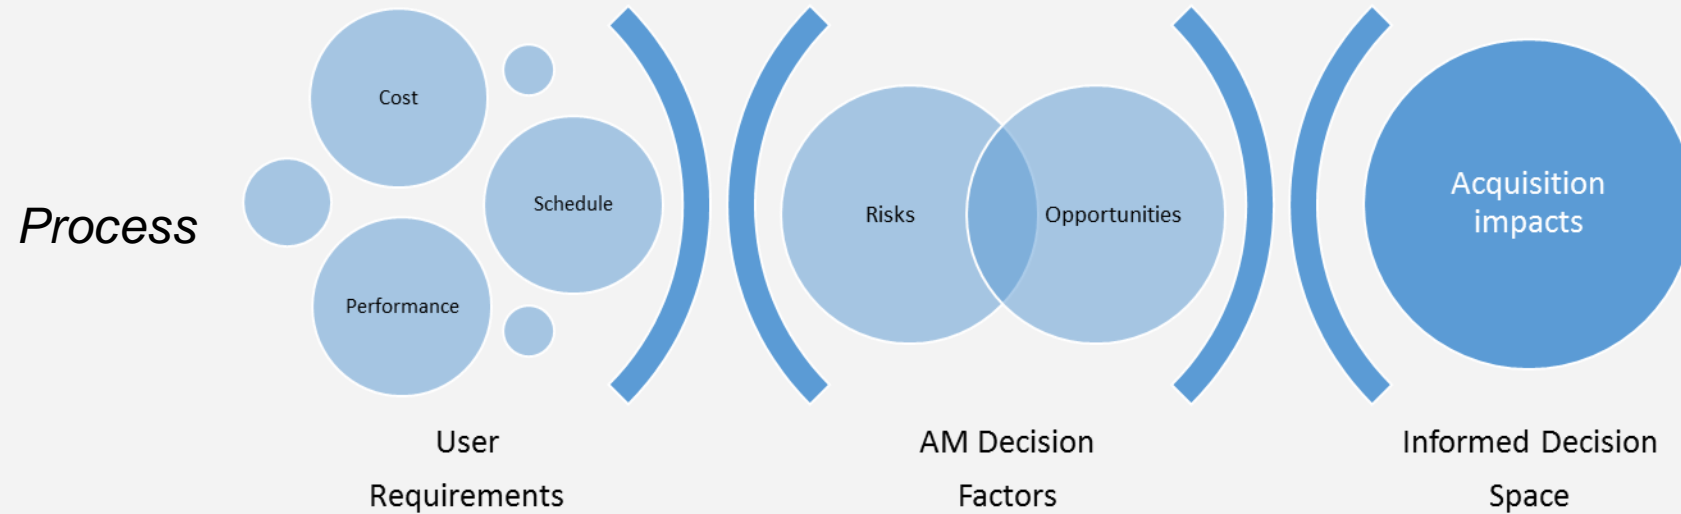 Process
Cost
Schedule
Performance
User
Requirements
Risks
Opportunities
AM Decision
Factors
Acquisition
impacts
Informed Decision
Space